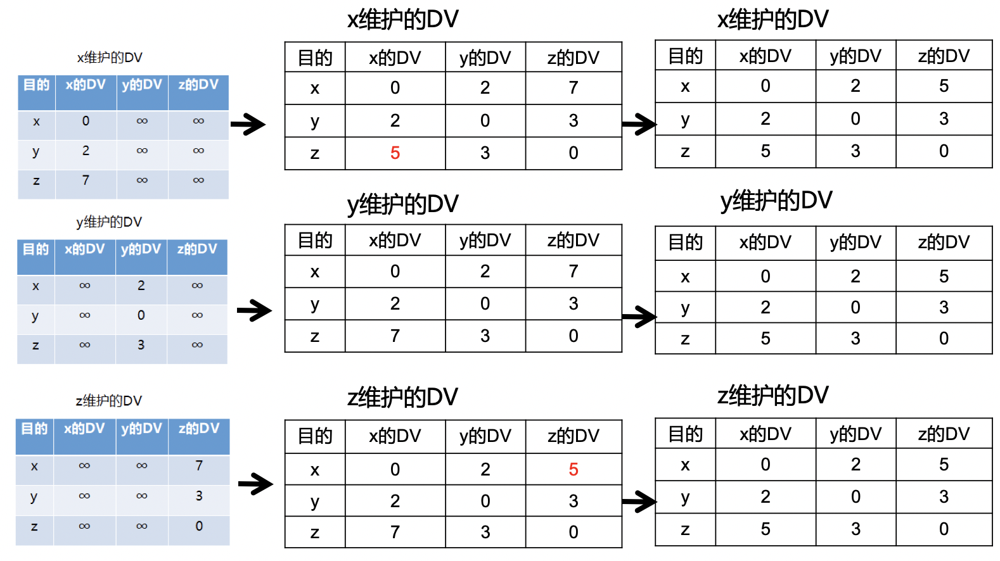 x维护的DV
目的 x的DV y的DV z的DV
x 0 ∞ ∞
y 2 ∞ ∞
z 7 ∞ ∞
x维护的DV
目的 x的DV y的DV z的DV
x 0 2 7
y 2 0 3
z 5 3 0
x维护的DV
目的 x的DV y的DV z的DV
x 0 2 5
y 2 0 3
z 5 3 0
y维护的DV
目的 x的DV y的DV z的DV
x ∞ 2 ∞
y ∞ 0 ∞
z ∞ 3 ∞
y维护的DV
目的 x的DV y的DV z的DV
x 0 2 7
y 2 0 3
z 7 3 0
y维护的DV
目的 x的DV y的DV z的DV
x 0 2 5
y 2 0 3
z 5 3 0
z维护的DV
目的 x的DV y的DV z的DV
x ∞ ∞ 7
y ∞ ∞ 3
z ∞ ∞ 0
z维护的DV
目的 x的DV y的DV z的DV
x 0 2 5
y 2 0 3
z 7 3 0
z维护的DV
目的 x的DV y的DV z的DV
x 0 2 5
y 2 0 3
z 5 3 0